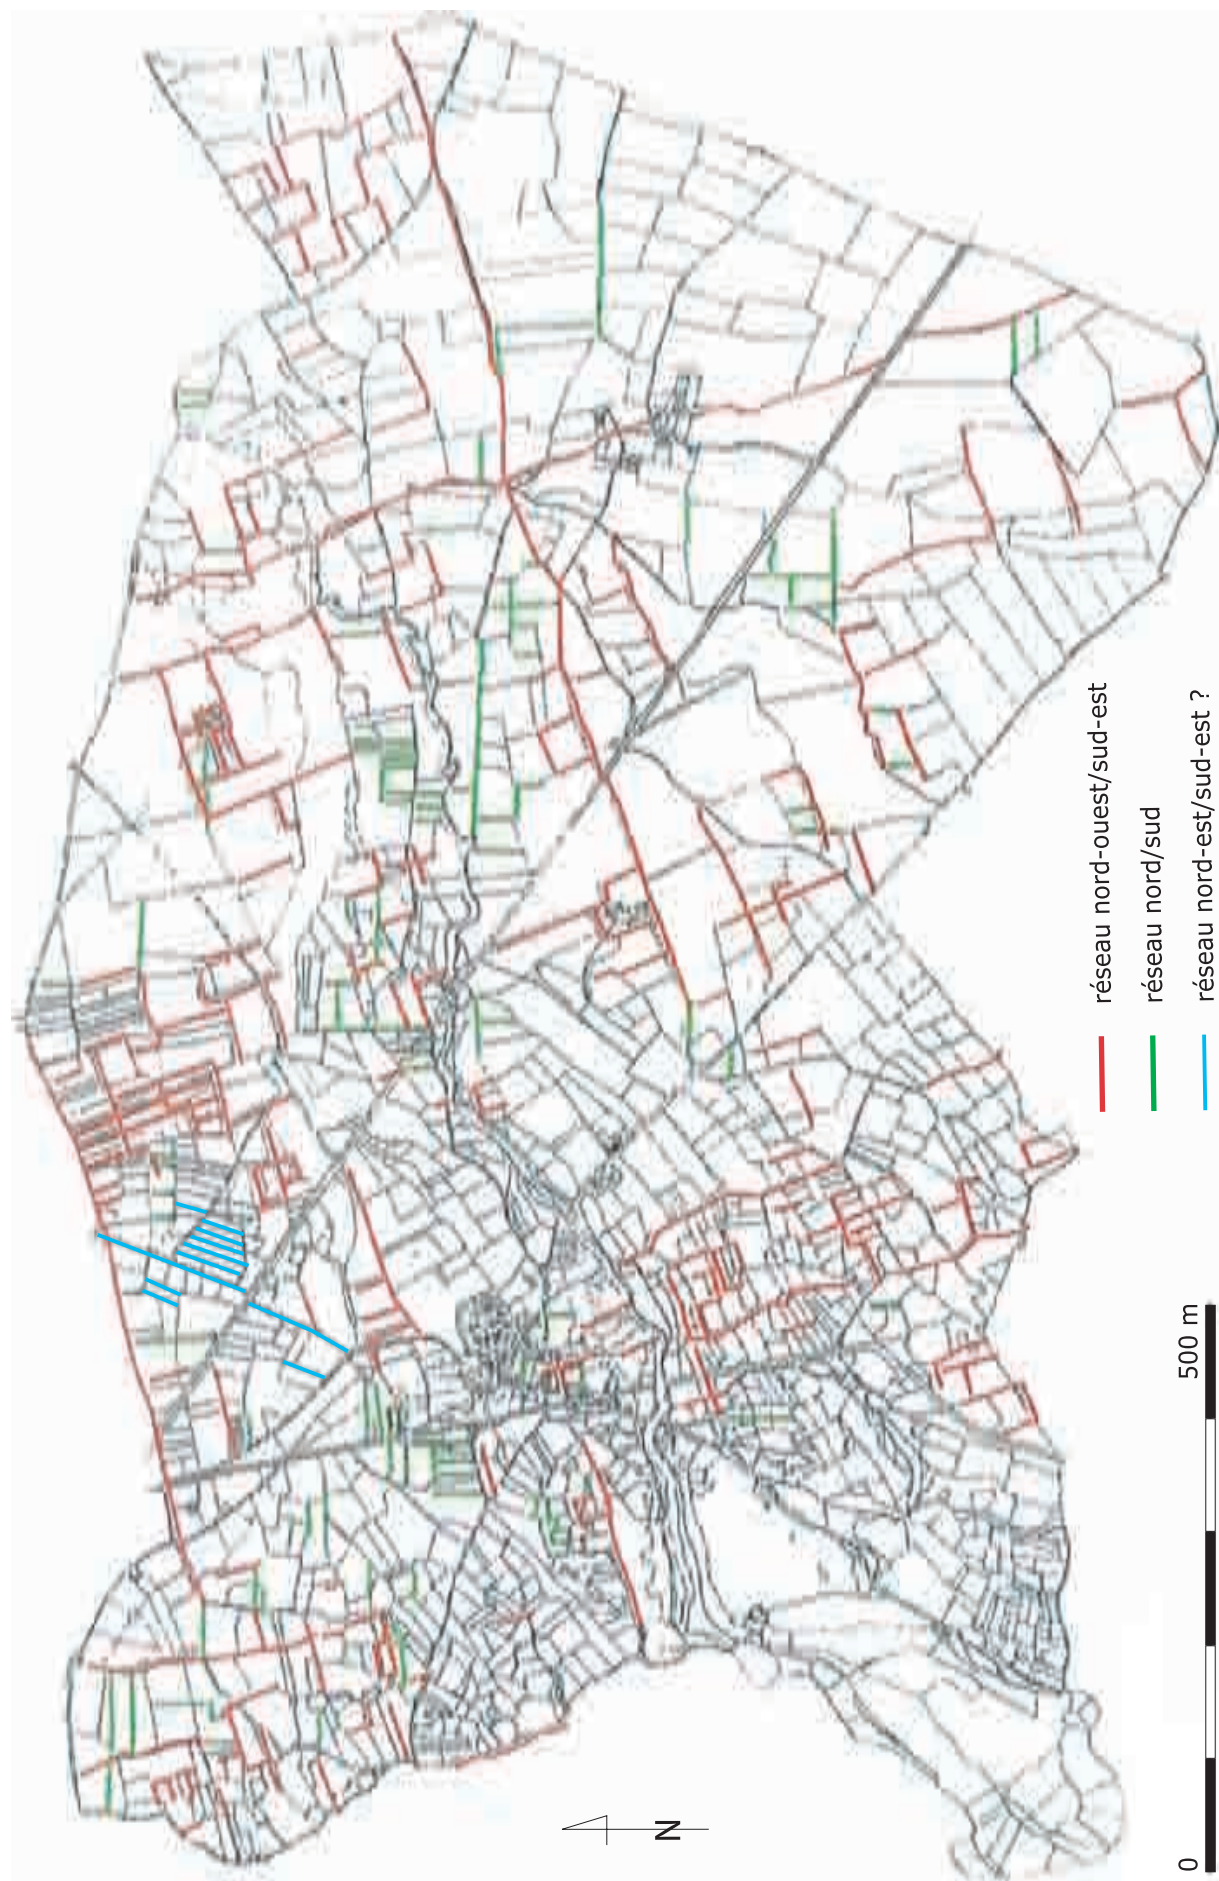 réseau nord-ouest/sud-est
réseau nord/sud
réseau nord-est/sud-est ?
0
500 m
N